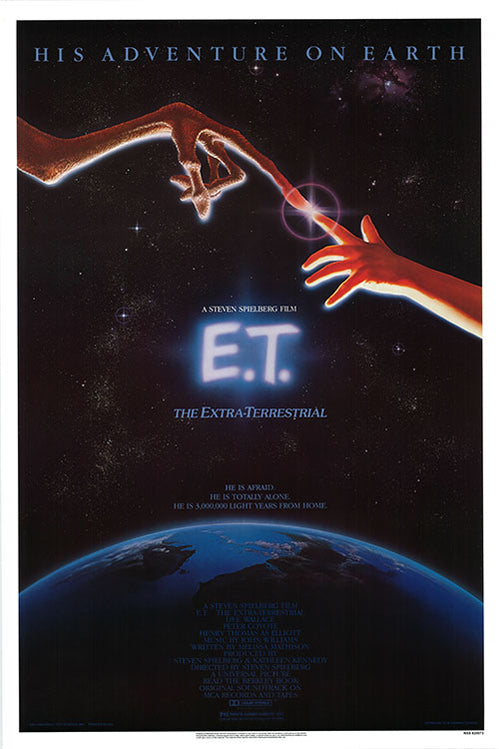 HIS ADVENTURE ON EARTH
A STEVEN SPIELBERG FILM
E.T.
THE EXTRA-TERRESTRIAL
HE IS AFRAID.
HE IS TOTALLY ALONE.
HE IS 3,000,000 LIGHT YEARS FROM HOME.
A STEVEN SPIELBERG FILM
E.T. THE EXTRA-TERRESTRIAL
DEE WALLACE
PETER COYOTE
HENRY THOMAS AS ELLIOTT
MUSIC BY JOHN WILLIAMS
WRITTEN BY MELISSA MATHISON
PRODUCED BY
STEVEN SPIELBERG & KATHLEEN KENNEDY
DIRECTED BY STEVEN SPIELBERG
A UNIVERSAL PICTURE
READ THE BERKLEY BOOK
ORIGINAL SOUNDTRACK ON
MCA RECORDS AND TAPES
DOLBY STEREO